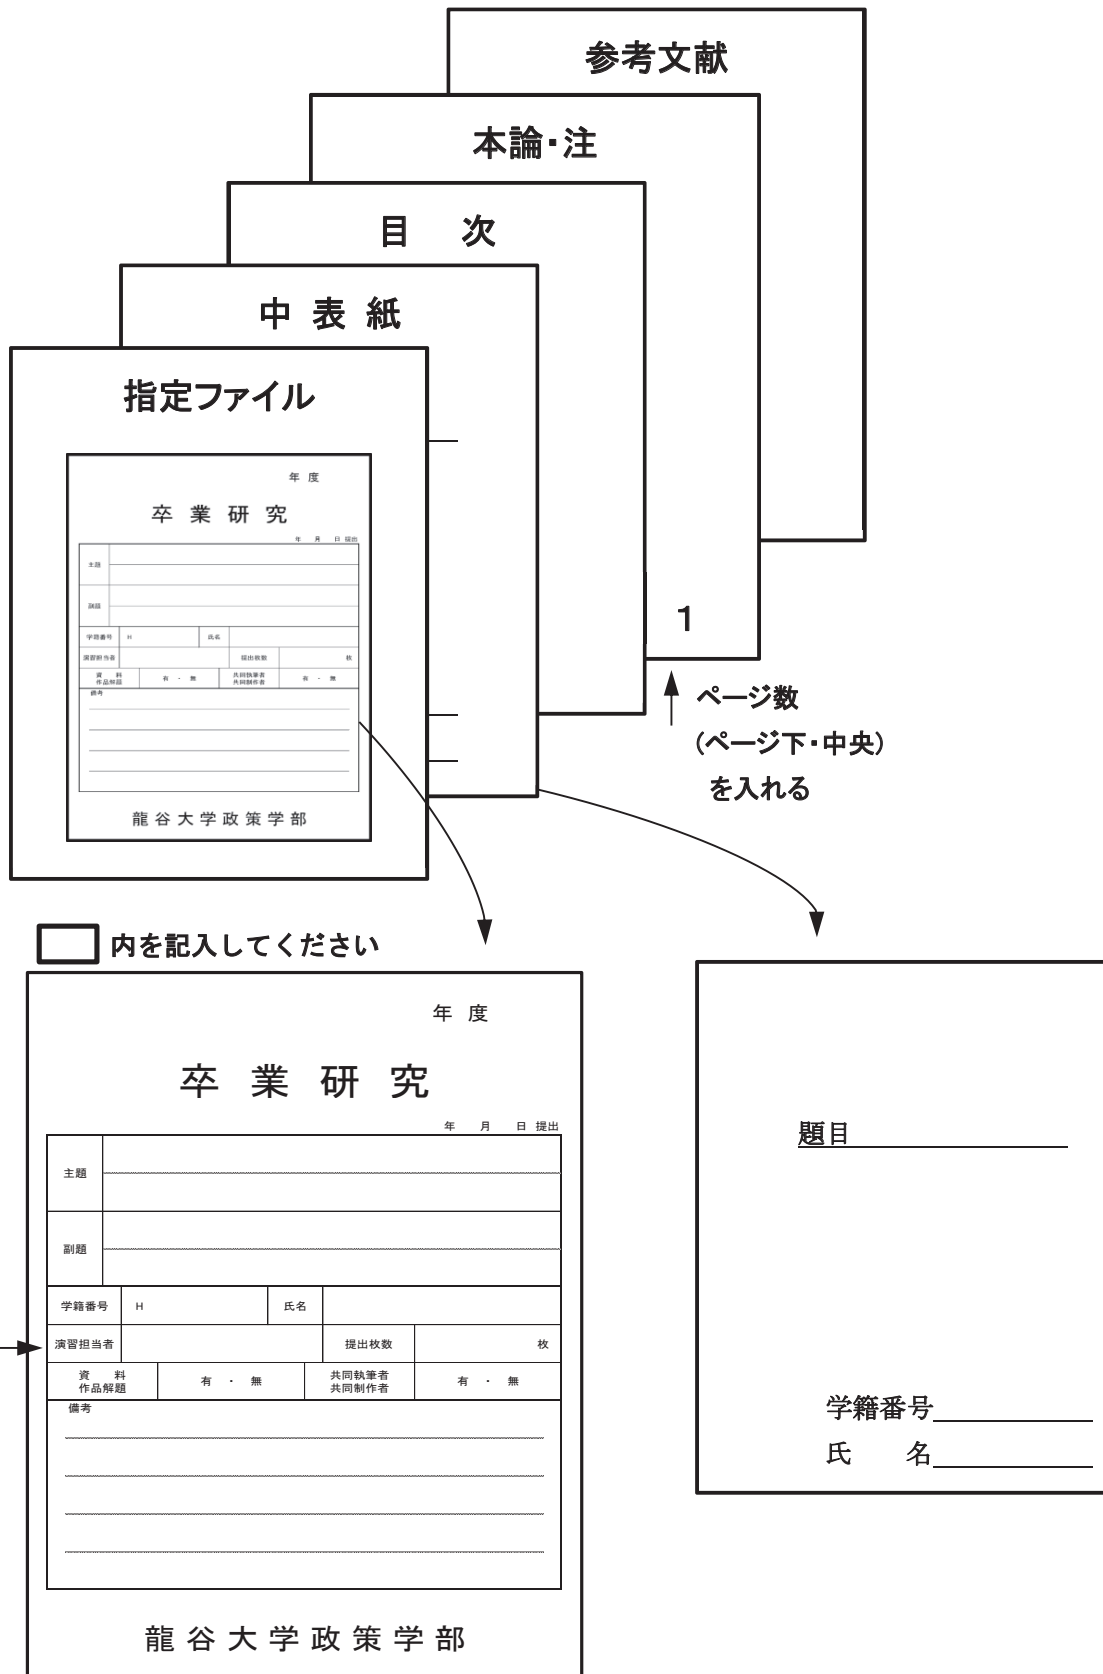 参考文献
本論・注
目 次
中 表 紙
指定ファイル
年 度
卒 業 研 究
年 月 日 提出
主題
副題
学籍番号 H 氏名
演習担当者 提出枚数 枚
資 料 有 ・ 無 共同執筆者 有 ・ 無
作品解題 共同制作者
備考
龍谷大学政策学部
1
ページ数
(ページ下・中央)
を入れる
内を記入してください
年 度
卒 業 研 究
年 月 日 提出
主題
副題
学籍番号 H 氏名
演習担当者 提出枚数 枚
資 料 有 ・ 無 共同執筆者 有 ・ 無
作品解題 共同制作者
備考
龍谷大学政策学部
題目
学籍番号
氏 名